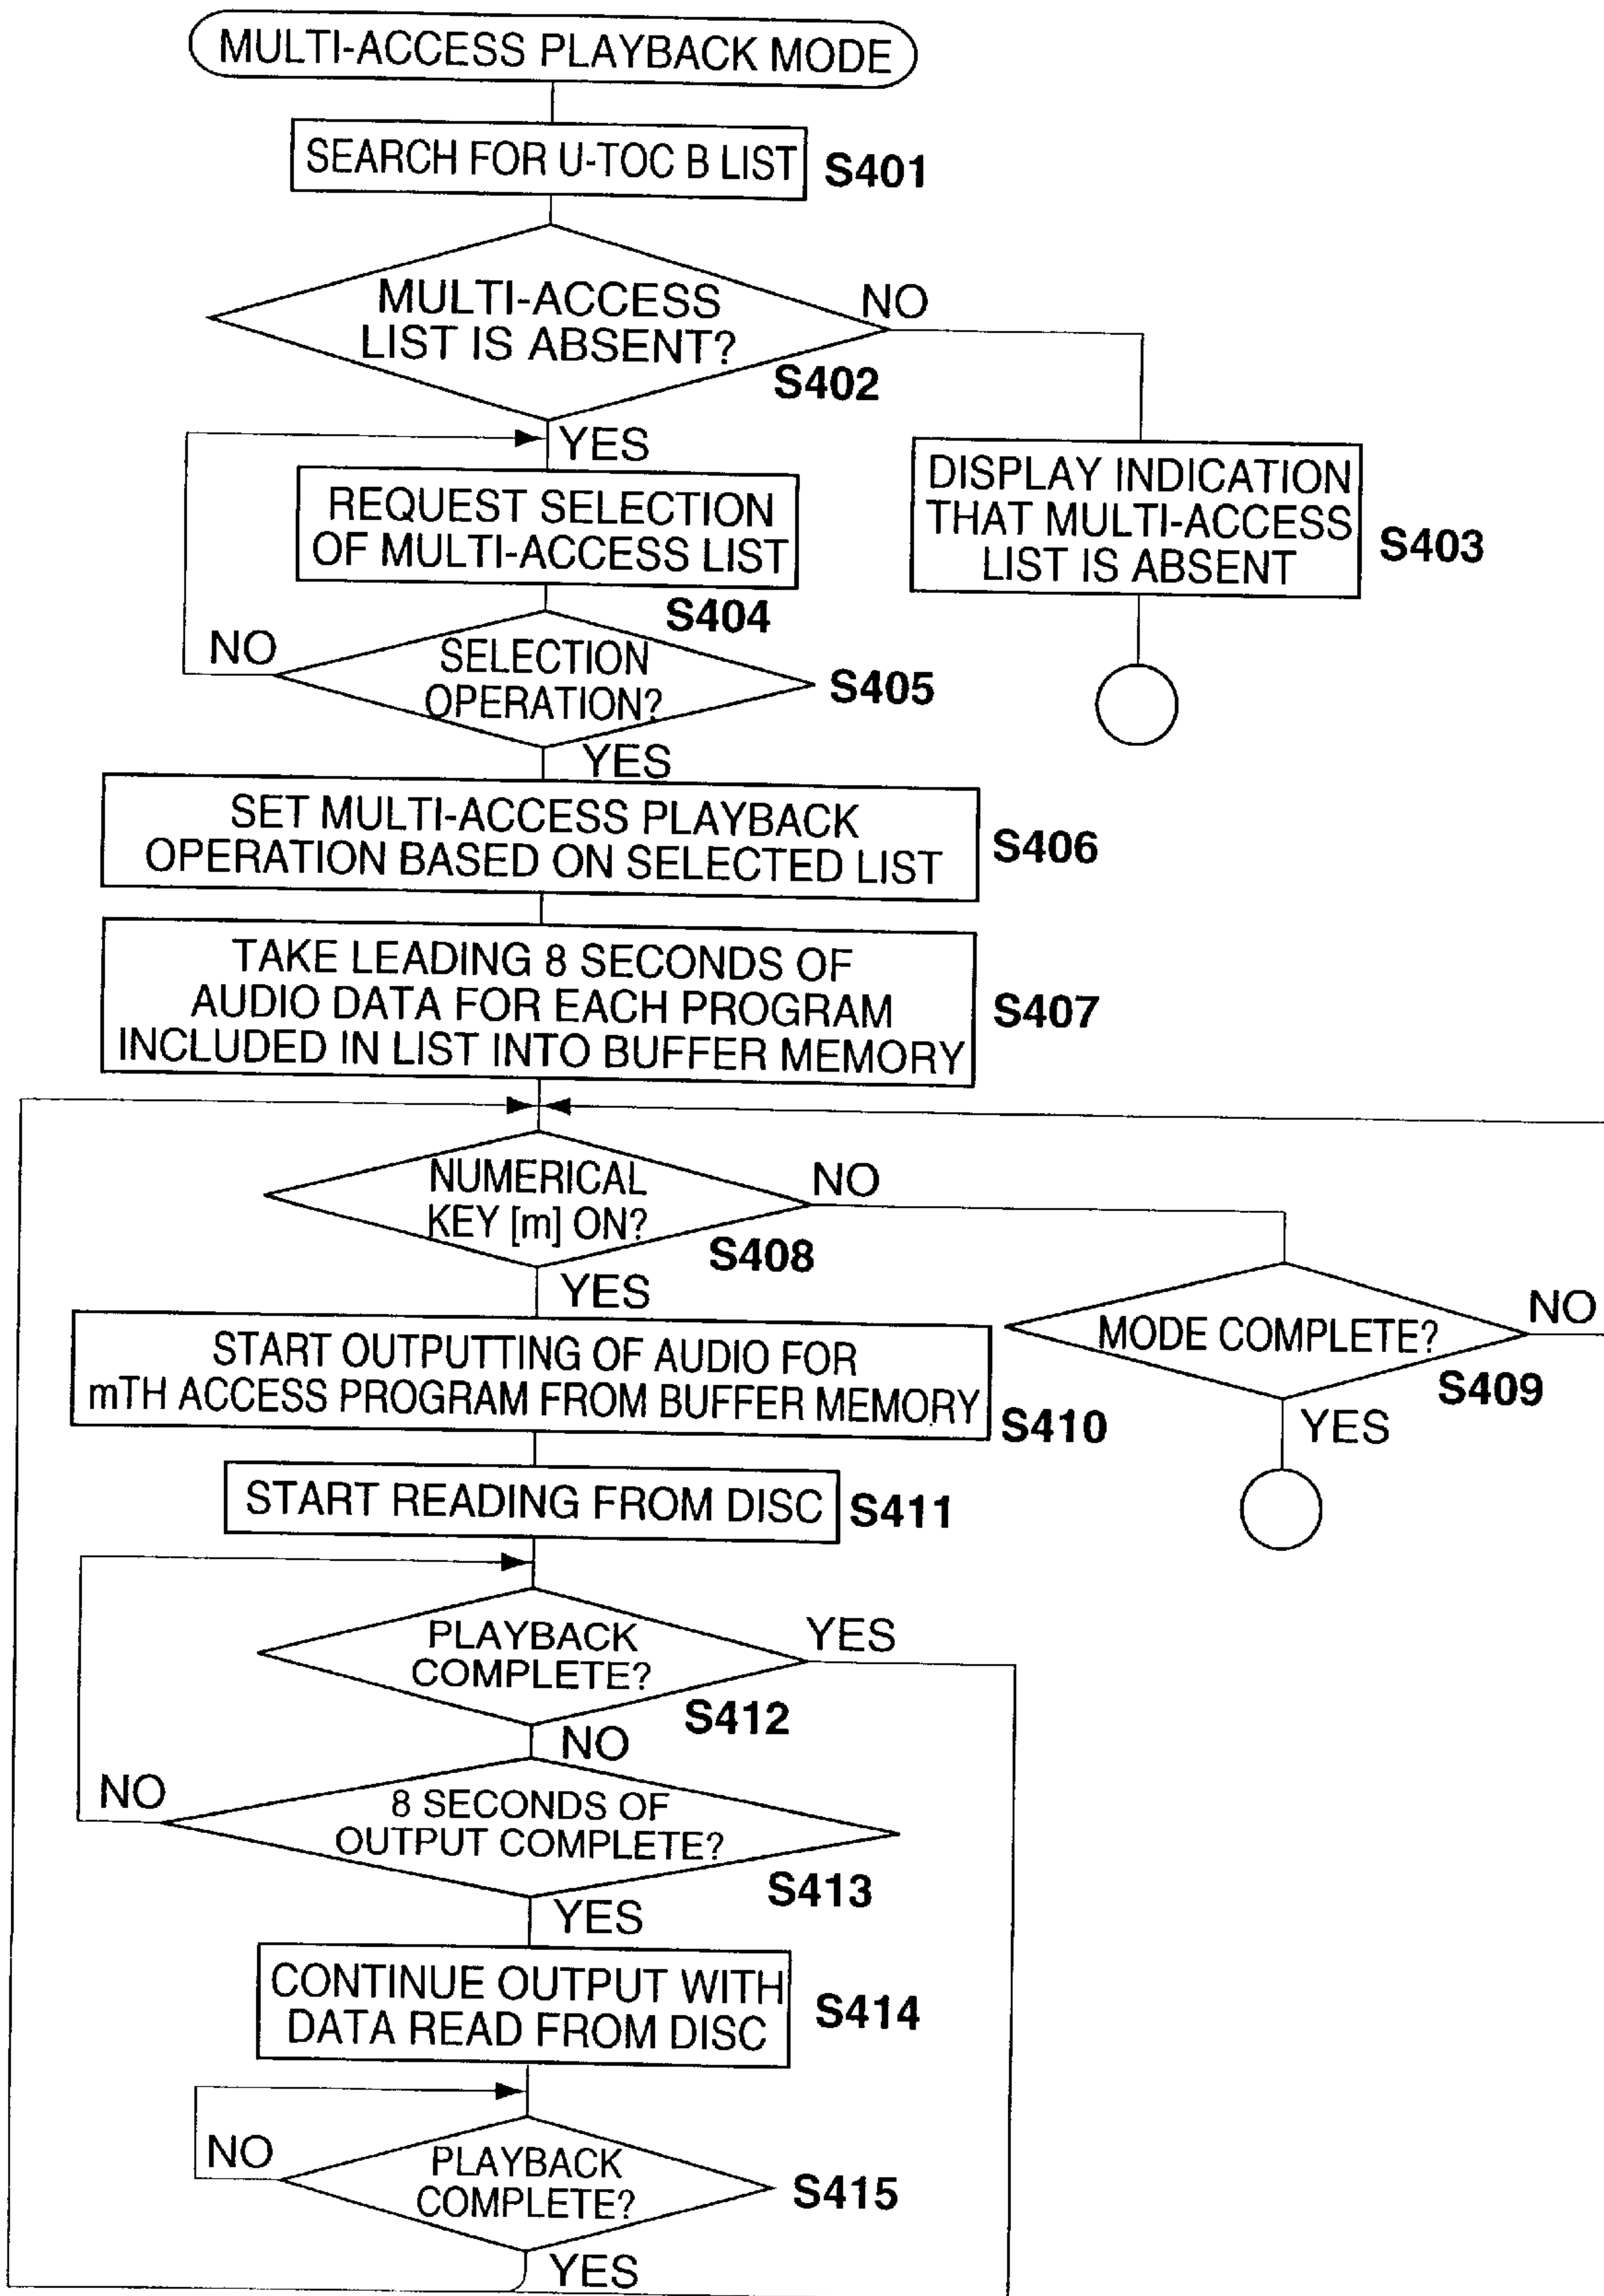 MULTI-ACCESS PLAYBACK MODE
SEARCH FOR U-TOC B LIST
S401
MULTI-ACCESS
LIST IS ABSENT?
NO
S402
YES
REQUEST SELECTION
OF MULTI-ACCESS LIST
DISPLAY INDICATION
THAT MULTI-ACCESS
LIST IS ABSENT
S403
S404
NO
SELECTION
OPERATION?
S405
YES
SET MULTI-ACCESS PLAYBACK
OPERATION BASED ON SELECTED LIST
S406
TAKE LEADING 8 SECONDS OF
AUDIO DATA FOR EACH PROGRAM
INCLUDED IN LIST INTO BUFFER MEMORY
S407
NUMERICAL
KEY [m] ON?
NO
S408
YES
MODE COMPLETE?
NO
S409
YES
START OUTPUTTING OF AUDIO FOR
mTH ACCESS PROGRAM FROM BUFFER MEMORY
S410
START READING FROM DISC
S411
PLAYBACK
COMPLETE?
YES
S412
NO
NO
8 SECONDS OF
OUTPUT COMPLETE?
S413
YES
CONTINUE OUTPUT WITH
DATA READ FROM DISC
S414
NO
PLAYBACK
COMPLETE?
S415
YES